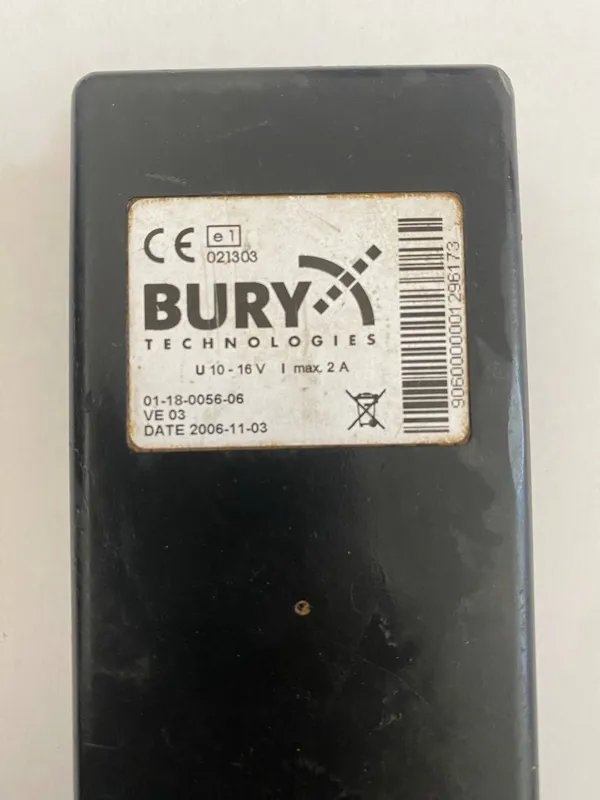 CE e1
021303
BURY
TECHNOLOGIES
U 10 - 16 V I max. 2 A
01-18-0056-06
VE 03
DATE 2006-11-03
9060000001296173